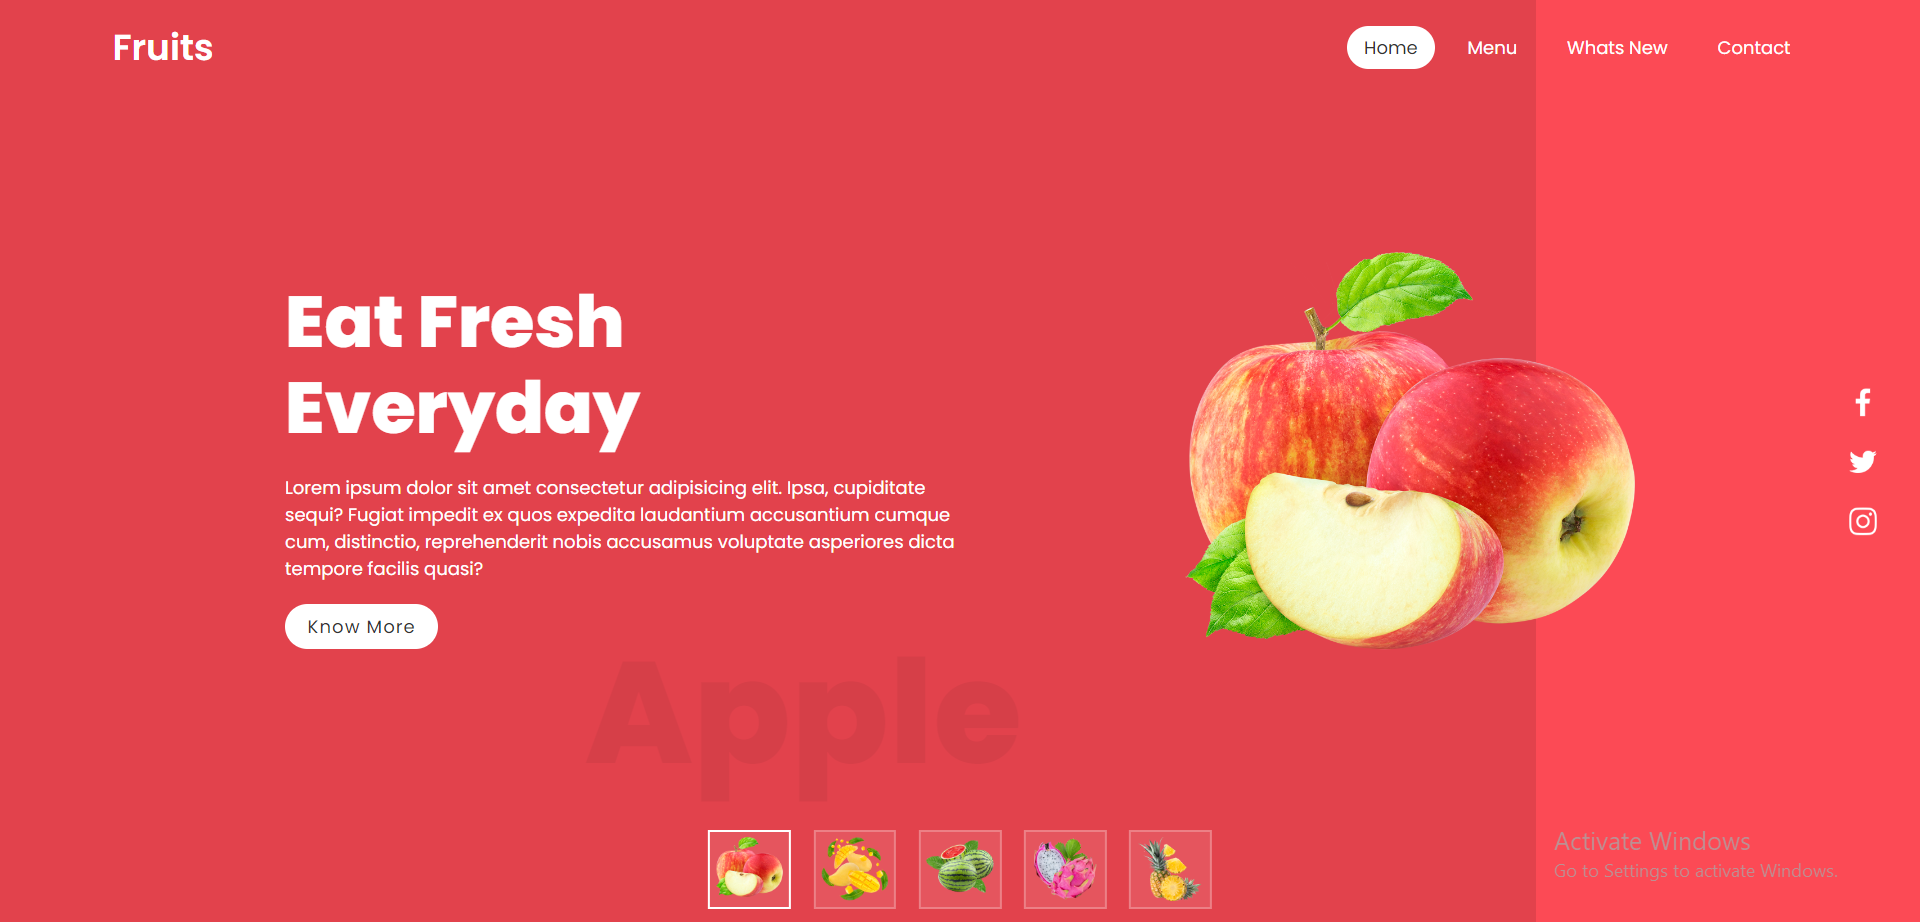 Fruits
Home
Menu
Whats New
Contact
Eat Fresh
Everyday
Lorem ipsum dolor sit amet consectetur adipisicing elit. Ipsa, cupiditate
sequi? Fugiat impedit ex quos expedita laudantium accusantium cumque
cum, distinctio, reprehenderit nobis accusamus voluptate asperiores dicta
tempore facilis quasi?
Know More
Apple
Activate Windows
Go to Settings to activate Windows.